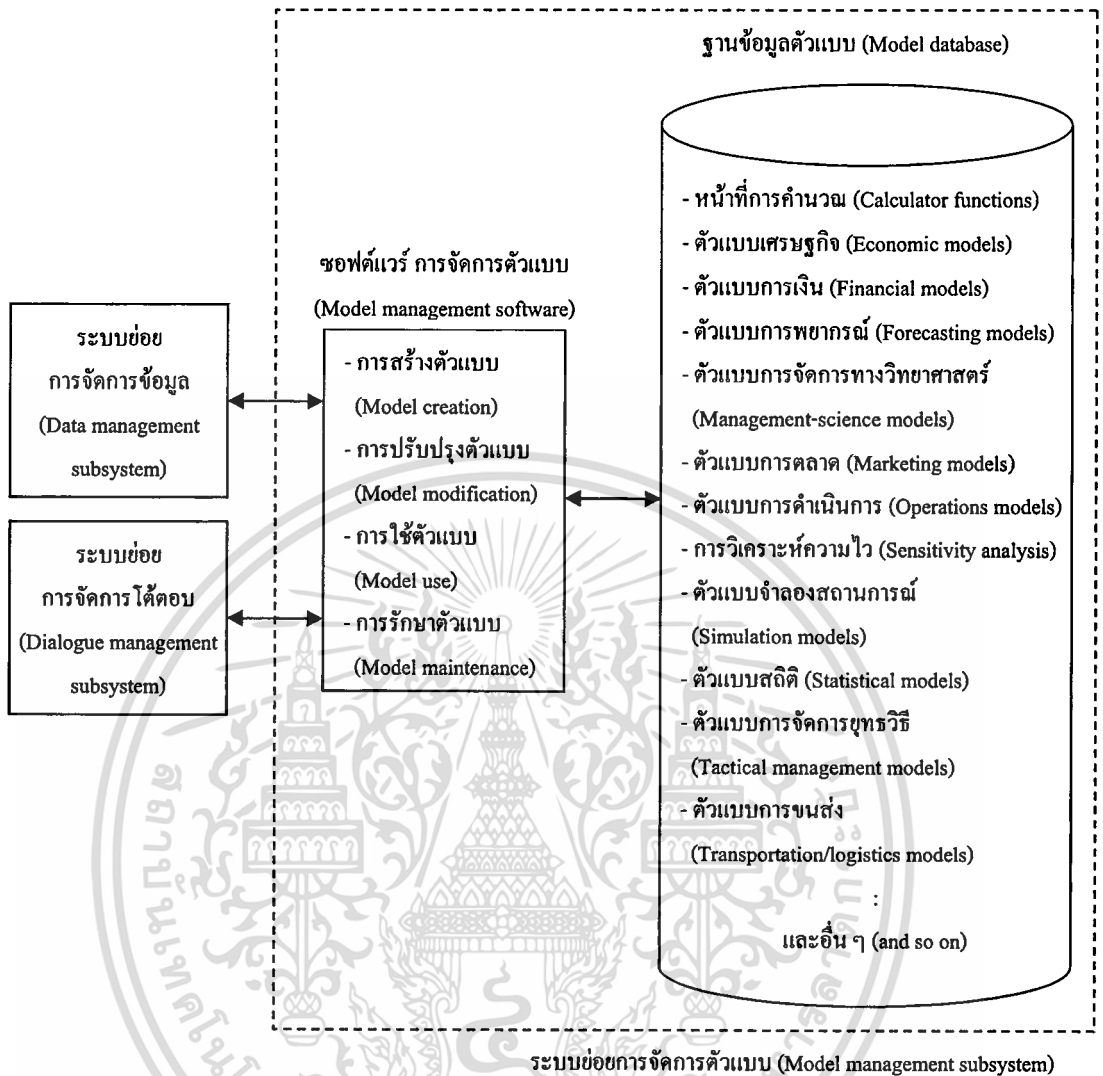 ฐานข้อมูลตัวแบบ (Model database)
- หน้าที่การคำนวณ (Calculator functions)
- ตัวแบบเศรษฐกิจ (Economic models)
- ตัวแบบการเงิน (Financial models)
- ตัวแบบการพยากรณ์ (Forecasting models)
- ตัวแบบการจัดการทางวิทยาศาสตร์
(Management-science models)
- ตัวแบบการตลาด (Marketing models)
- ตัวแบบการดำเนินการ (Operations models)
- การวิเคราะห์ความไว (Sensitivity analysis)
- ตัวแบบจำลองสถานการณ์
(Simulation models)
- ตัวแบบสถิติ (Statistical models)
- ตัวแบบการจัดการยุทธวิธี
(Tactical management models)
- ตัวแบบการขนส่ง
(Transportation/logistics models)
:
และอื่น ๆ (and so on)
ซอฟต์แวร์ การจัดการตัวแบบ
(Model management software)
- การสร้างตัวแบบ
(Model creation)
- การปรับปรุงตัวแบบ
(Model modification)
- การใช้ตัวแบบ
(Model use)
- การรักษาตัวแบบ
(Model maintenance)
ระบบย่อย
การจัดการข้อมูล
(Data management
subsystem)
ระบบย่อย
การจัดการโต้ตอบ
(Dialogue management
subsystem)
ระบบย่อยการจัดการตัวแบบ (Model management subsystem)